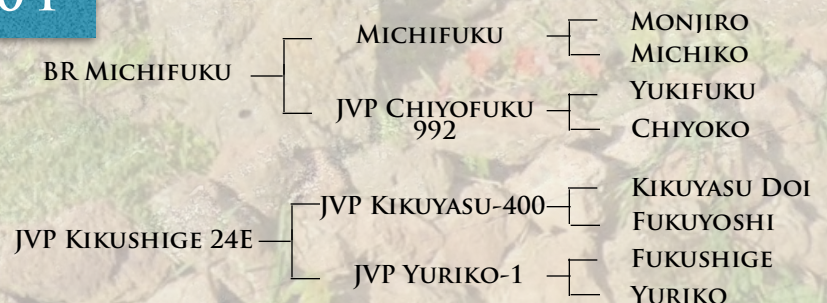 Monjiro
Michifuku
Michiko
BR Michifuku
Yukifuku
JVP Chiyofuku
992
Chiyoko
Kikuyasu Doi
JVP Kikuyasu-400
Fukuyoshi
JVP Kikushige 24E
Fukushige
JVP Yuriko-1
Yuriko